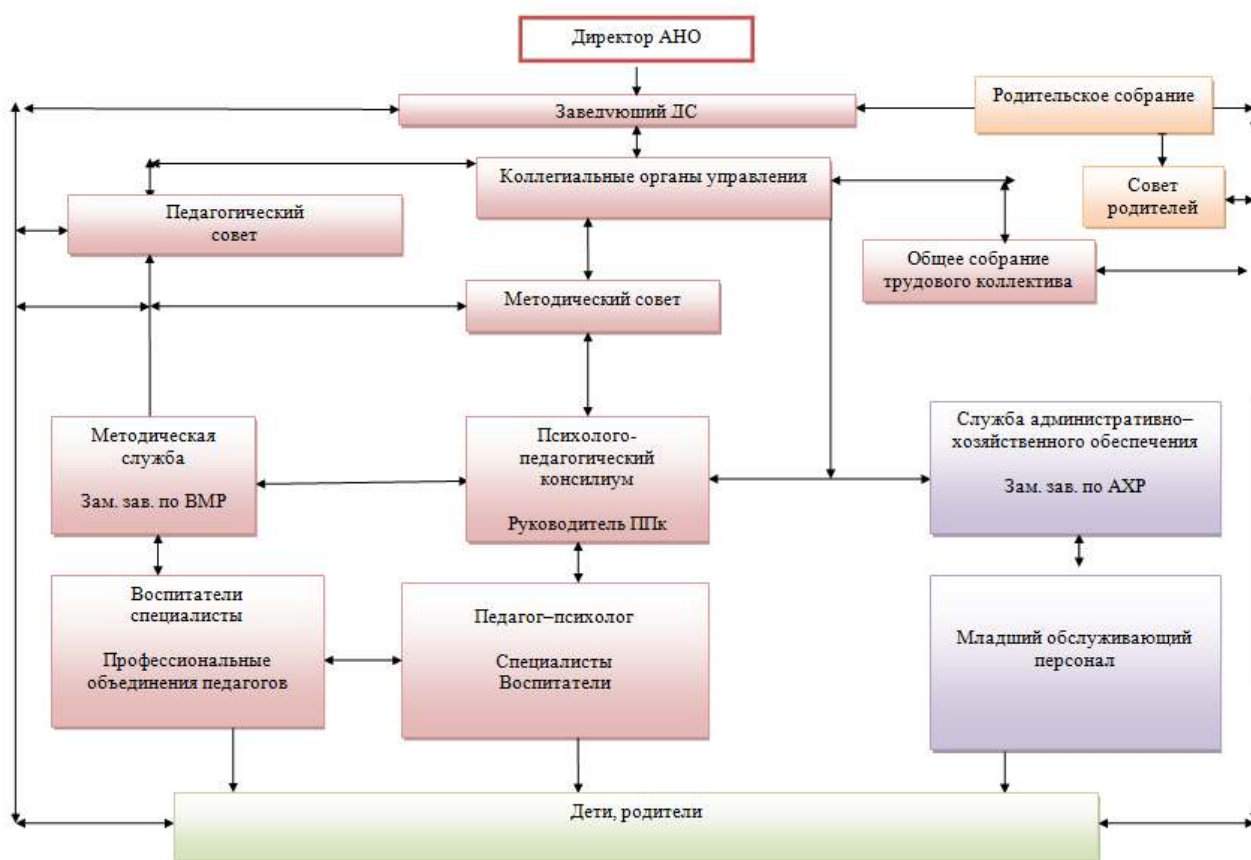 Директор АНО
Заведующий ДС
Родительское собрание
Коллегиальные органы управления
Совет
родителей
Педагогический
совет
Общее собрание
трудового коллектива
Методический совет
Методическая
служба
Зам. зав. по ВМР
Психолого-
педагогический
консилиум
Руководитель ППк
Служба административно–
хозяйственного обеспечения
Зам. зав. по АХР
Воспитатели
специалисты
Профессиональные
объединения педагогов
Педагог–психолог
Специалисты
Воспитатели
Младший обслуживающий
персонал
Дети, родители